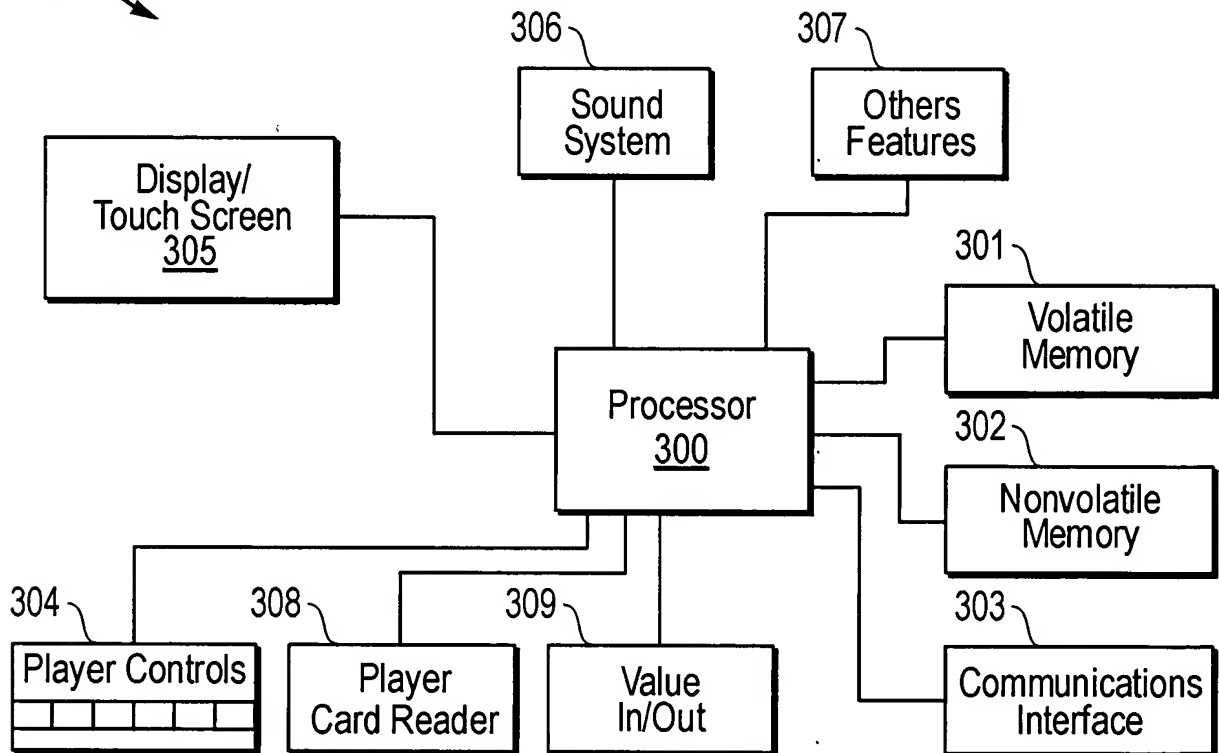 306
Sound
System
307
Others
Features
Display/
Touch Screen
305
301
Volatile
Memory
Processor
300
302
Nonvolatile
Memory
304
Player Controls
308
Player
Card Reader
309
Value
In/Out
303
Communications
Interface